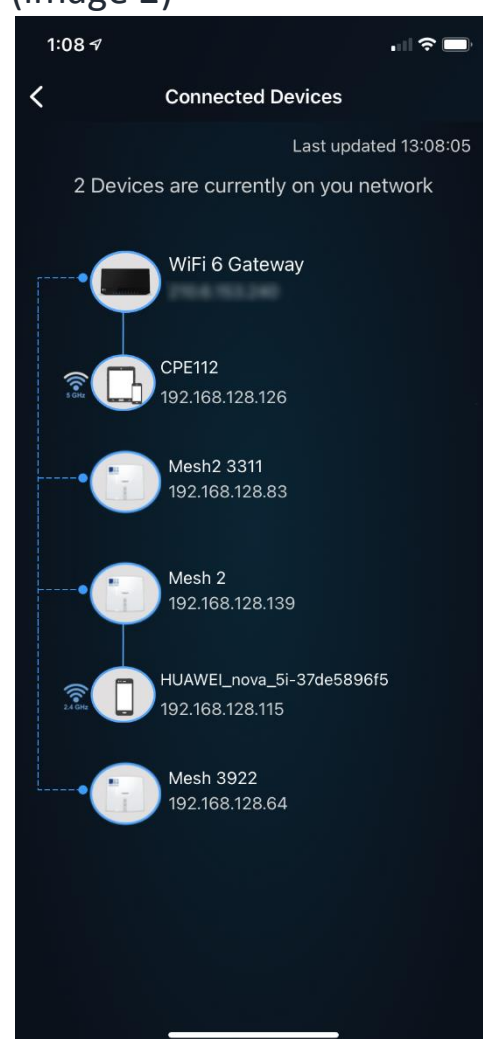 (Image 2)
1:08
Connected Devices
Last updated 13:08:05
2 Devices are currently on you network
WiFi 6 Gateway
CPE112
5 GHz
192.168.128.126
Mesh2 3311
192.168.128.83
Mesh 2
192.168.128.139
HUAWEI_nova_5i-37de5896f5
2.4 GHz
192.168.128.115
Mesh 3922
192.168.128.64